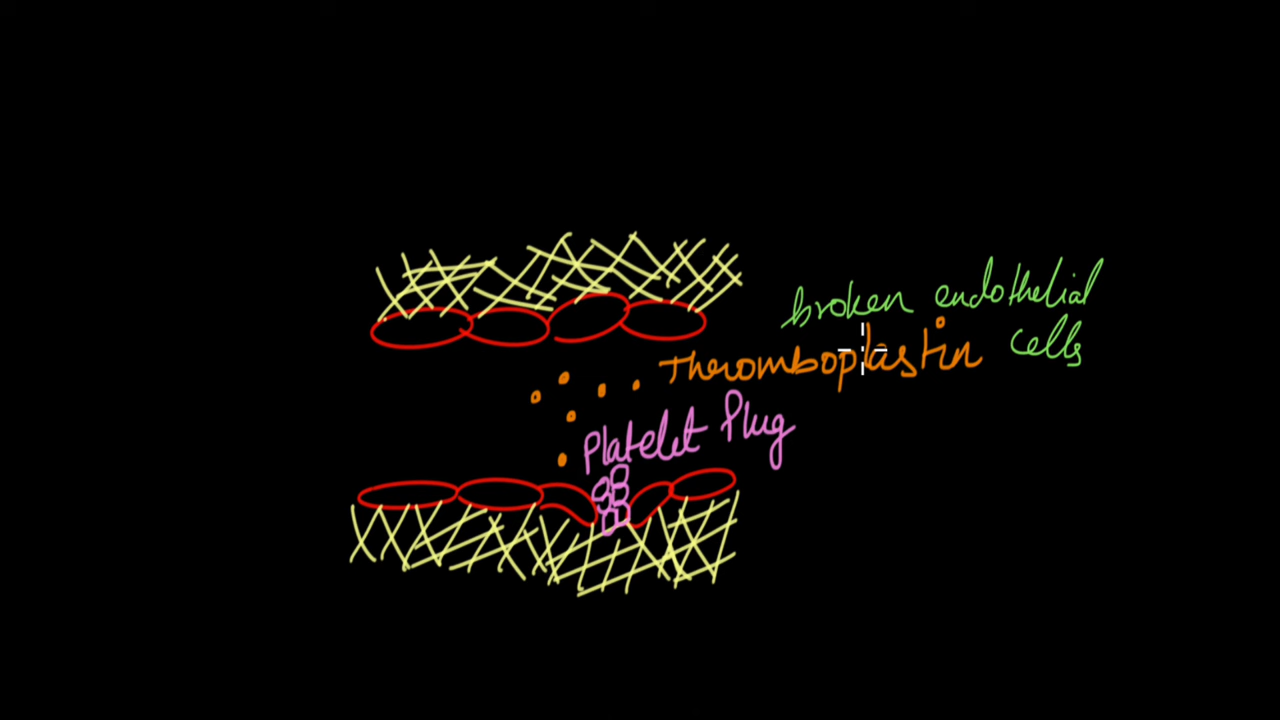 broken endothelial
cells
Thromboplastin
Platelet Plug